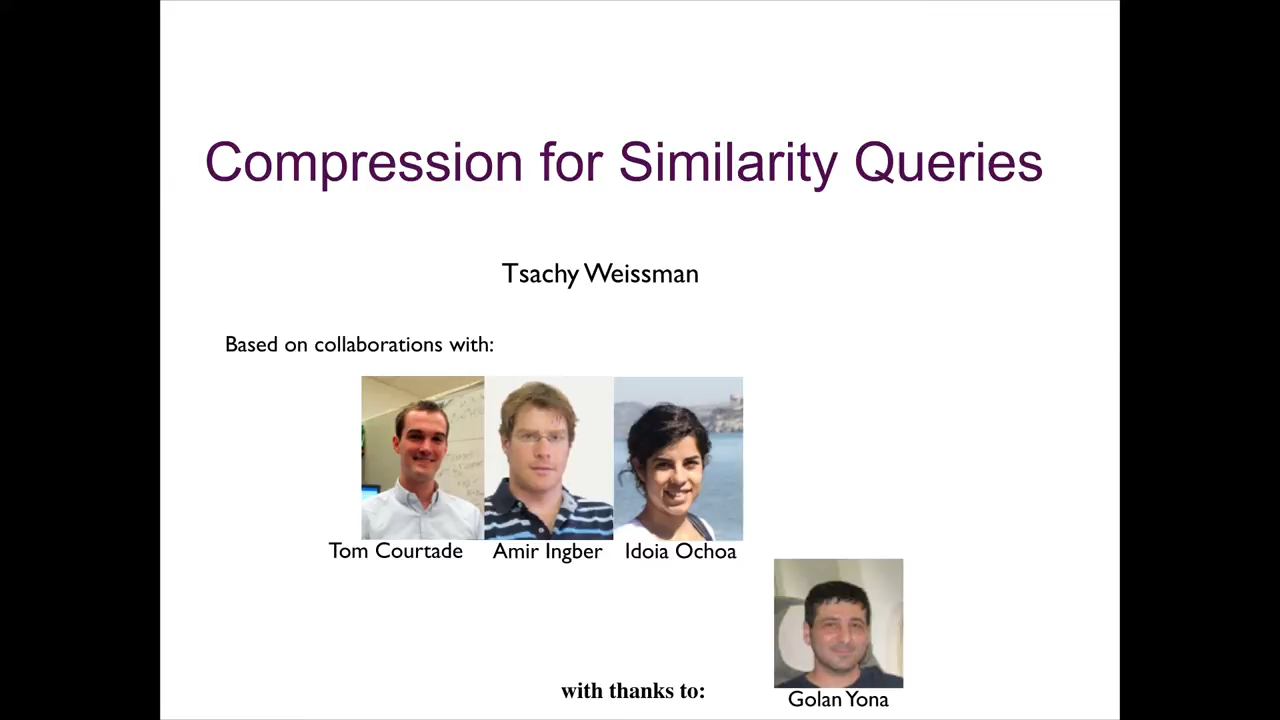 Compression for Similarity Queries
Tsachy Weissman
Based on collaborations with:
Tom Courtade
Amir Ingber
Idoia Ochoa
with thanks to:
Golan Yona